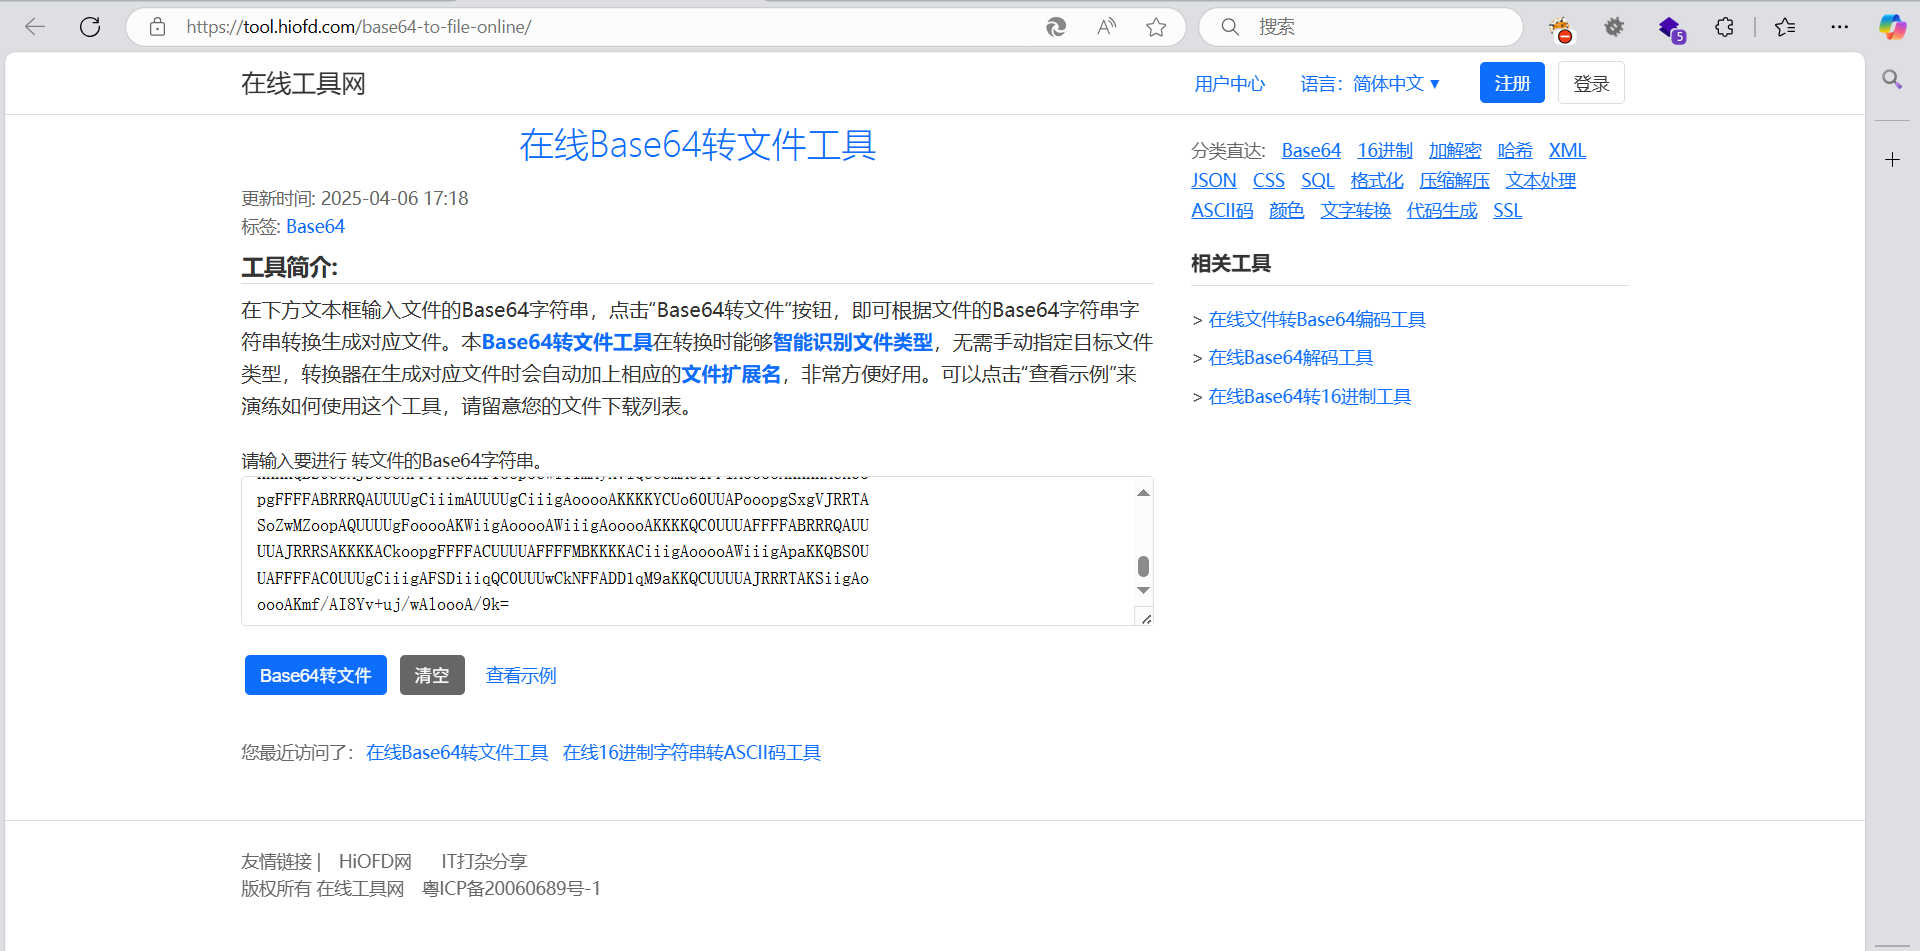 https://tool.hiofd.com/base64-to-file-online/
搜索
5
在线工具网
用户中心
语言：简体中文 ▼
注册
登录
在线Base64转文件工具
更新时间: 2025-04-06 17:18
标签: Base64
工具简介:
在下方文本框输入文件的Base64字符串，点击“Base64转文件”按钮，即可根据文件的Base64字符串字
符串转换生成对应文件。本Base64转文件工具在转换时能够智能识别文件类型，无需手动指定目标文件
类型，转换器在生成对应文件时会自动加上相应的文件扩展名，非常方便好用。可以点击“查看示例”来
演练如何使用这个工具，请留意您的文件下载列表。
请输入要进行 转文件的Base64字符串。
pgFFFFABRRRQAUUUUgCiiimAUUUUgCiiigAooooAKKKKYCUo60UUAPooopgSxgVJRRTA
SoZwMZoopAQUUUUgFooooAKWiigAooooAWiiigAooooAKKKKQC0UUUAFFFFABRRRQAUU
UUAJRRRSAKKKKACkoopgFFFFACUUUUAFFFFMBKKKKACiiigAooooAWiiigApaKKQBS0U
UAFFFFAC0UUUgCiiigAFSDiiiqQC0UUUwCkNFFADD1qM9aKKQCUUUUAJRRRTAKSiigAo
oooAKmf/AI8Yv+uj/wAloooA/9k=
Base64转文件
清空
查看示例
您最近访问了： 在线Base64转文件工具 在线16进制字符串转ASCII码工具
分类直达: Base64 16进制 加解密 哈希 XML
JSON CSS SQL 格式化 压缩解压 文本处理
ASCII码 颜色 文字转换 代码生成 SSL
相关工具
> 在线文件转Base64编码工具
> 在线Base64解码工具
> 在线Base64转16进制工具
友情链接 | HiOFD网 IT打杂分享
版权所有 在线工具网 粤ICP备20060689号-1